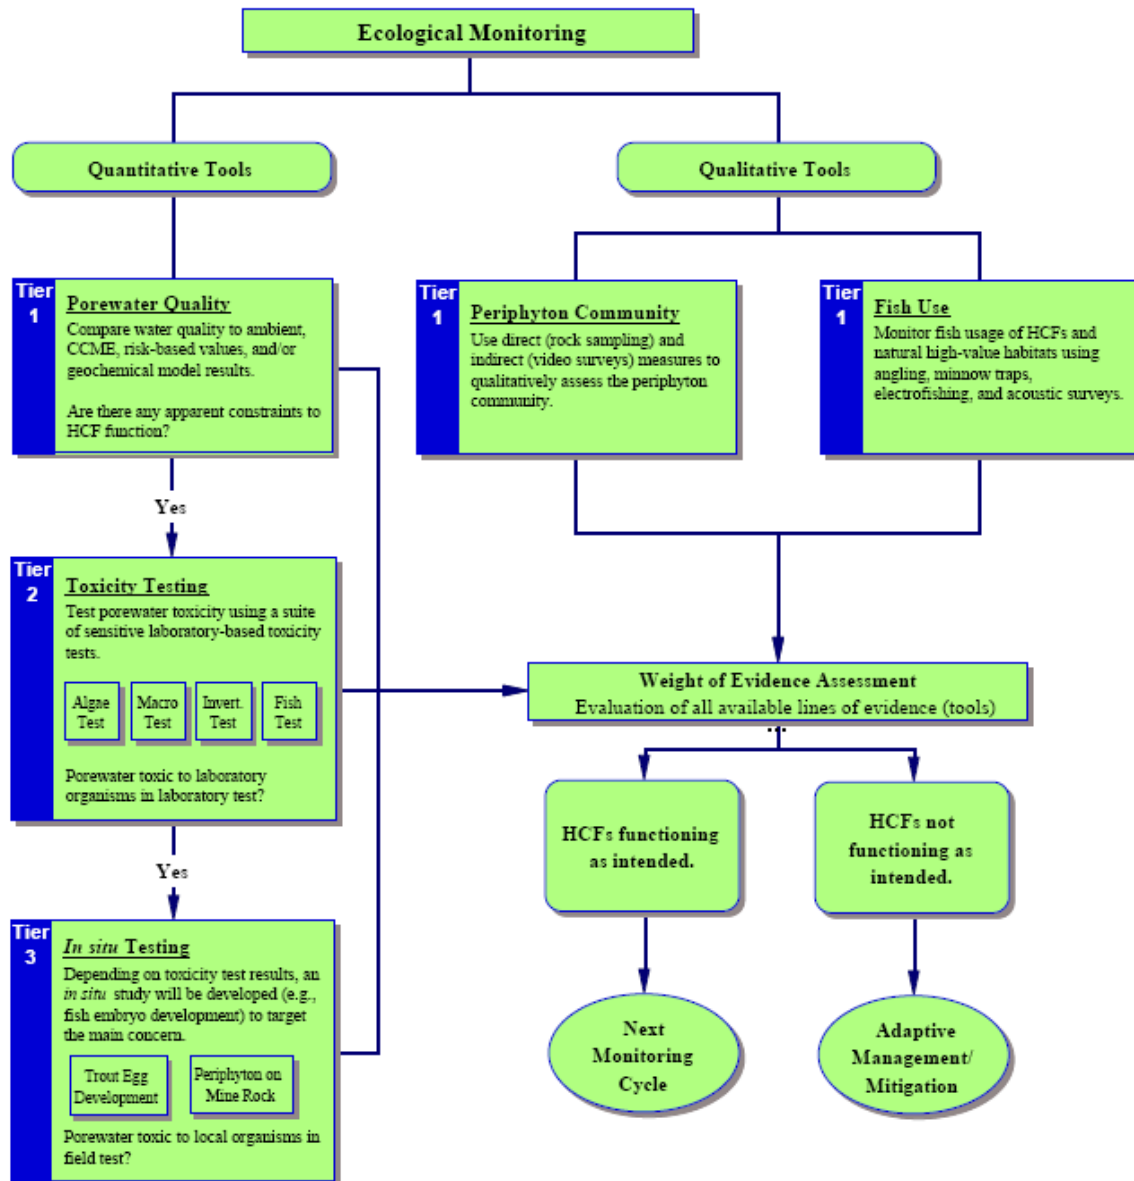 Ecological Monitoring
Quantitative Tools
Qualitative Tools
Tier
1
Porewater Quality
Compare water quality to ambient,
CCME, risk-based values, and/or
geochemical model results.
Are there any apparent constraints to
HCF function?
Tier
1
Periphyton Community
Use direct (rock sampling) and
indirect (video surveys) measures to
qualitatively assess the periphyton
community.
Tier
1
Fish Use
Monitor fish usage of HCFs and
natural high-value habitats using
angling, minnow traps,
electrofishing, and acoustic surveys.
Yes
Tier
2
Toxicity Testing
Test porewater toxicity using a suite
of sensitive laboratory-based toxicity
tests.
Algae
Test
Macro
Test
Invert.
Test
Fish
Test
Porewater toxic to laboratory
organisms in laboratory test?
Weight of Evidence Assessment
Evaluation of all available lines of evidence (tools)
...
HCFs functioning
as intended.
HCFs not
functioning as
intended.
Yes
Tier
3
In situ Testing
Depending on toxicity test results, an
in situ study will be developed (e.g.,
fish embryo development) to target
the main concern.
Trout Egg
Development
Periphyton on
Mine Rock
Porewater toxic to local organisms in
field test?
Next
Monitoring
Cycle
Adaptive
Management/
Mitigation